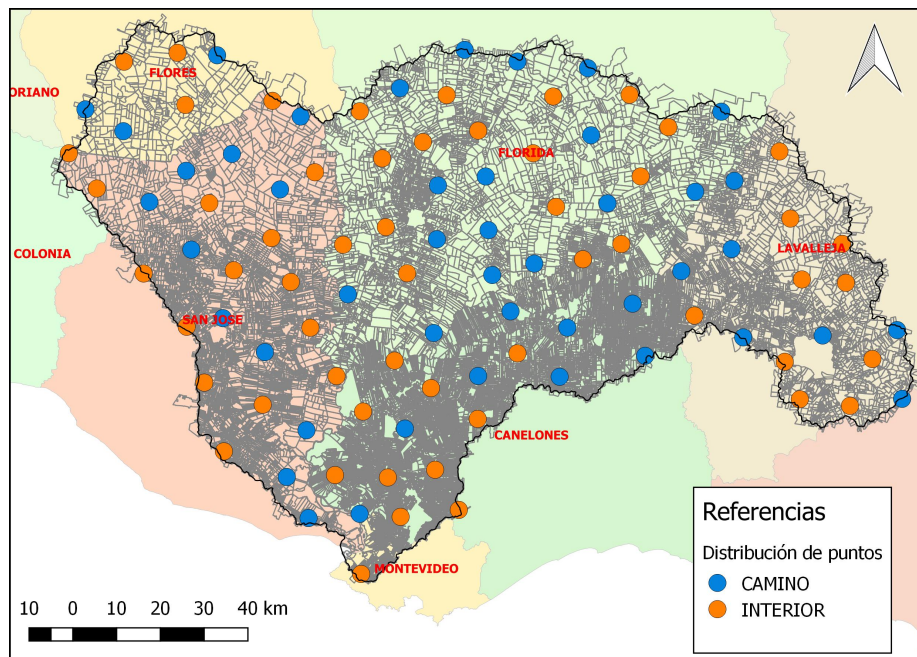 FLORES
ORIANO
FLORIDA
COLONIA
LAVALLEJA
SAN JOSE
CANELONES
MONTEVIDEO
Referencias
Distribución de puntos
CAMINO
INTERIOR
10 0 10 20 30 40 km